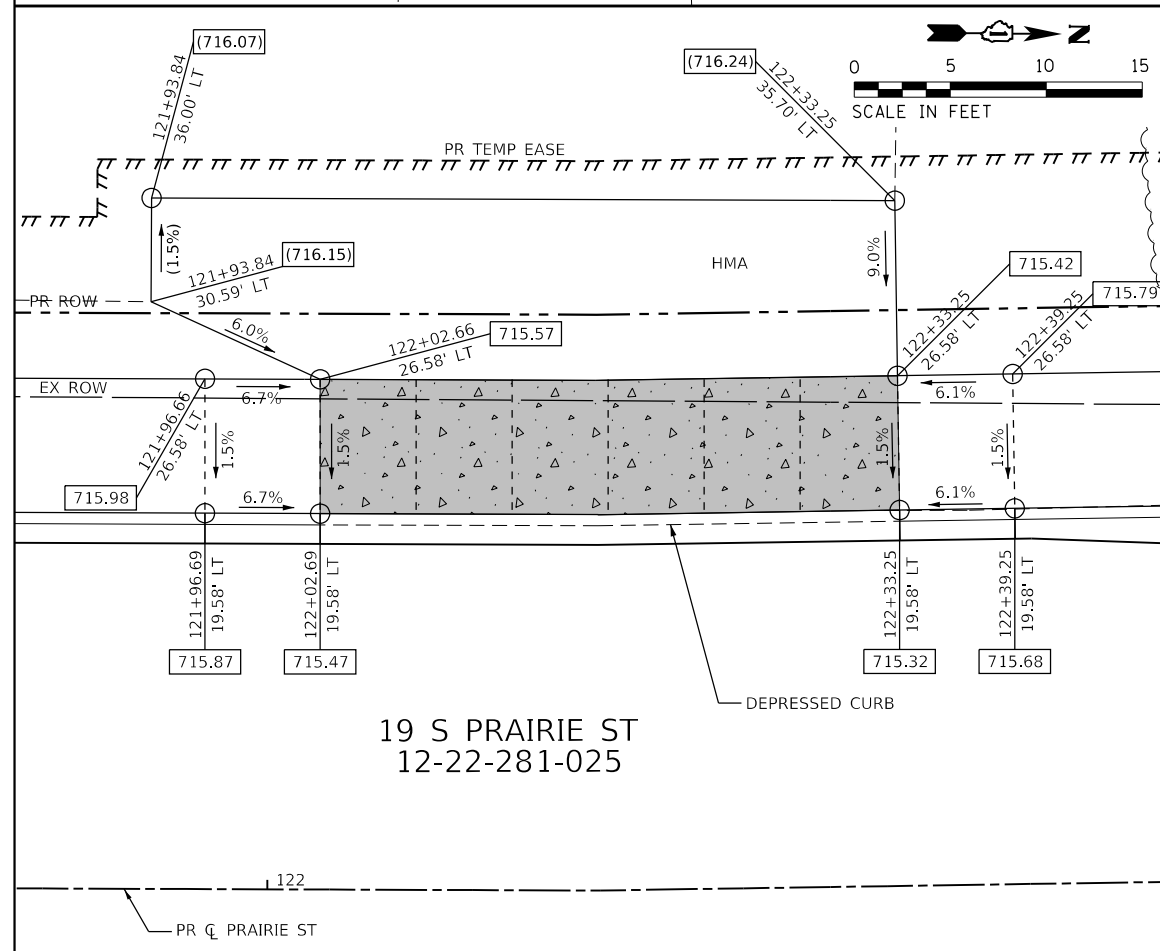 (716.07)
121+93.84
36.00' LT
(716.24)
122+33.25
35.70' LT
N
0 5 10 15
SCALE IN FEET
PR TEMP EASE
(1.5%)
121+93.84
30.59' LT
(716.15)
HMA
9.0%
715.42
122+33.25
26.58' LT
715.79
122+39.25
26.58' LT
PR ROW
6.0%
122+02.66
26.58' LT
715.57
EX ROW
6.7%
6.1%
121+96.66
26.58' LT
715.98
1.5%
1.5%
1.5%
1.5%
6.7%
6.1%
121+96.69
19.58' LT
715.87
122+02.69
19.58' LT
715.47
122+33.25
19.58' LT
715.32
122+39.25
19.58' LT
715.68
DEPRESSED CURB
19 S PRAIRIE ST
12-22-281-025
122
PR ℄ PRAIRIE ST